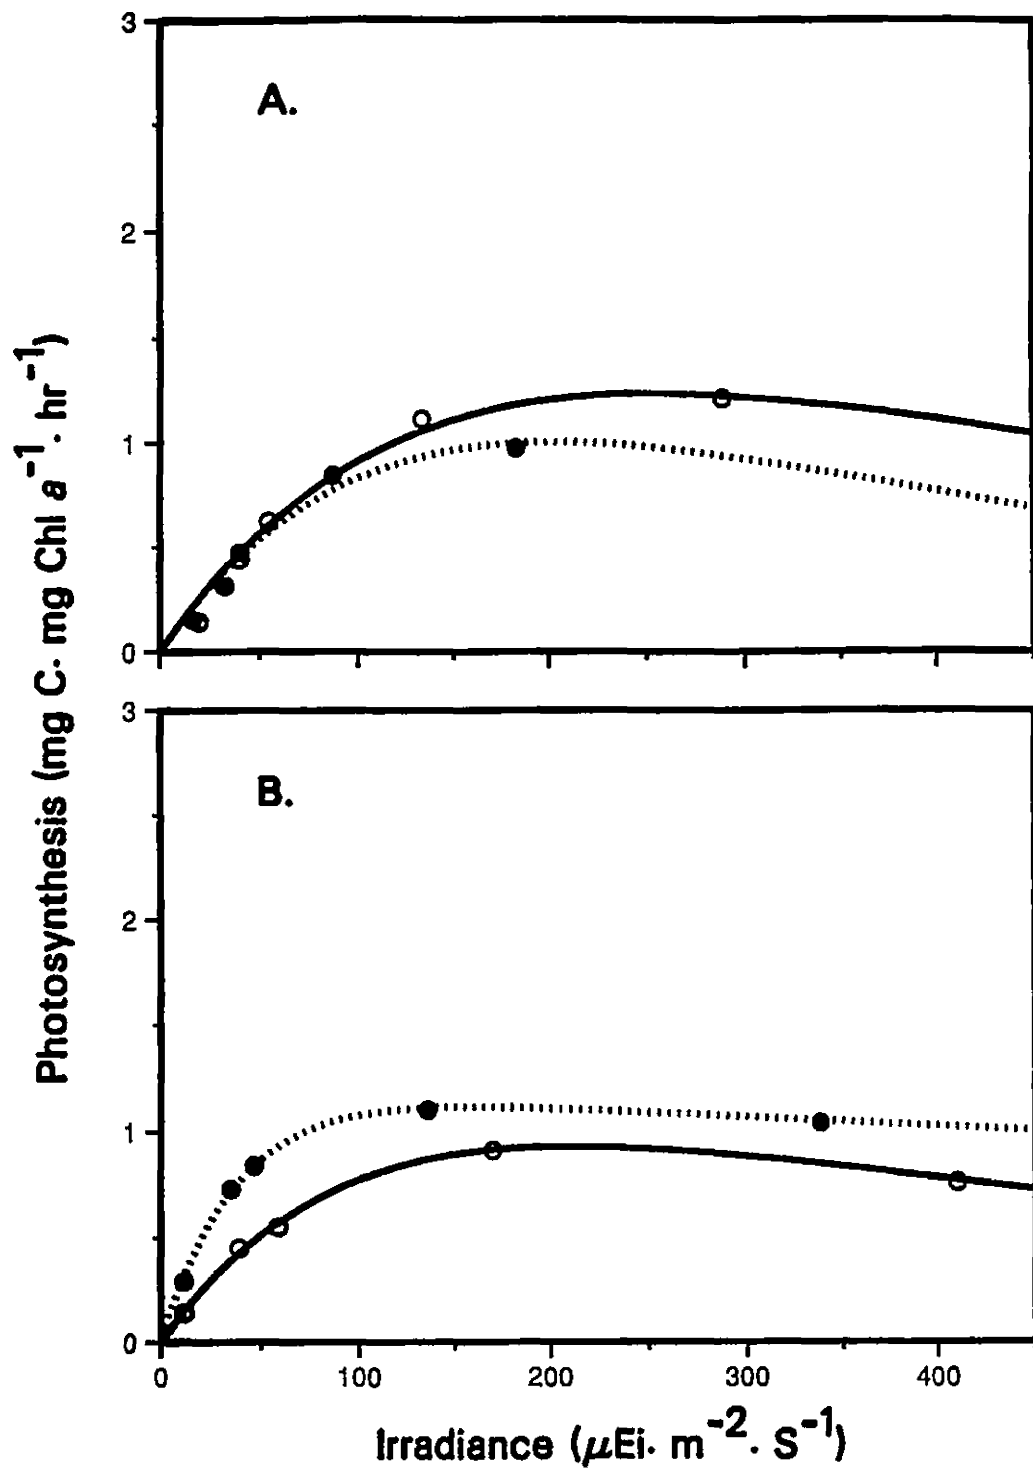 3
A.
2
1
0
Photosynthesis (mg C· mg Chl a⁻¹· hr⁻¹)
3
B.
2
1
0
0 100 200 300 400
Irradiance (μEi· m⁻²· S⁻¹)